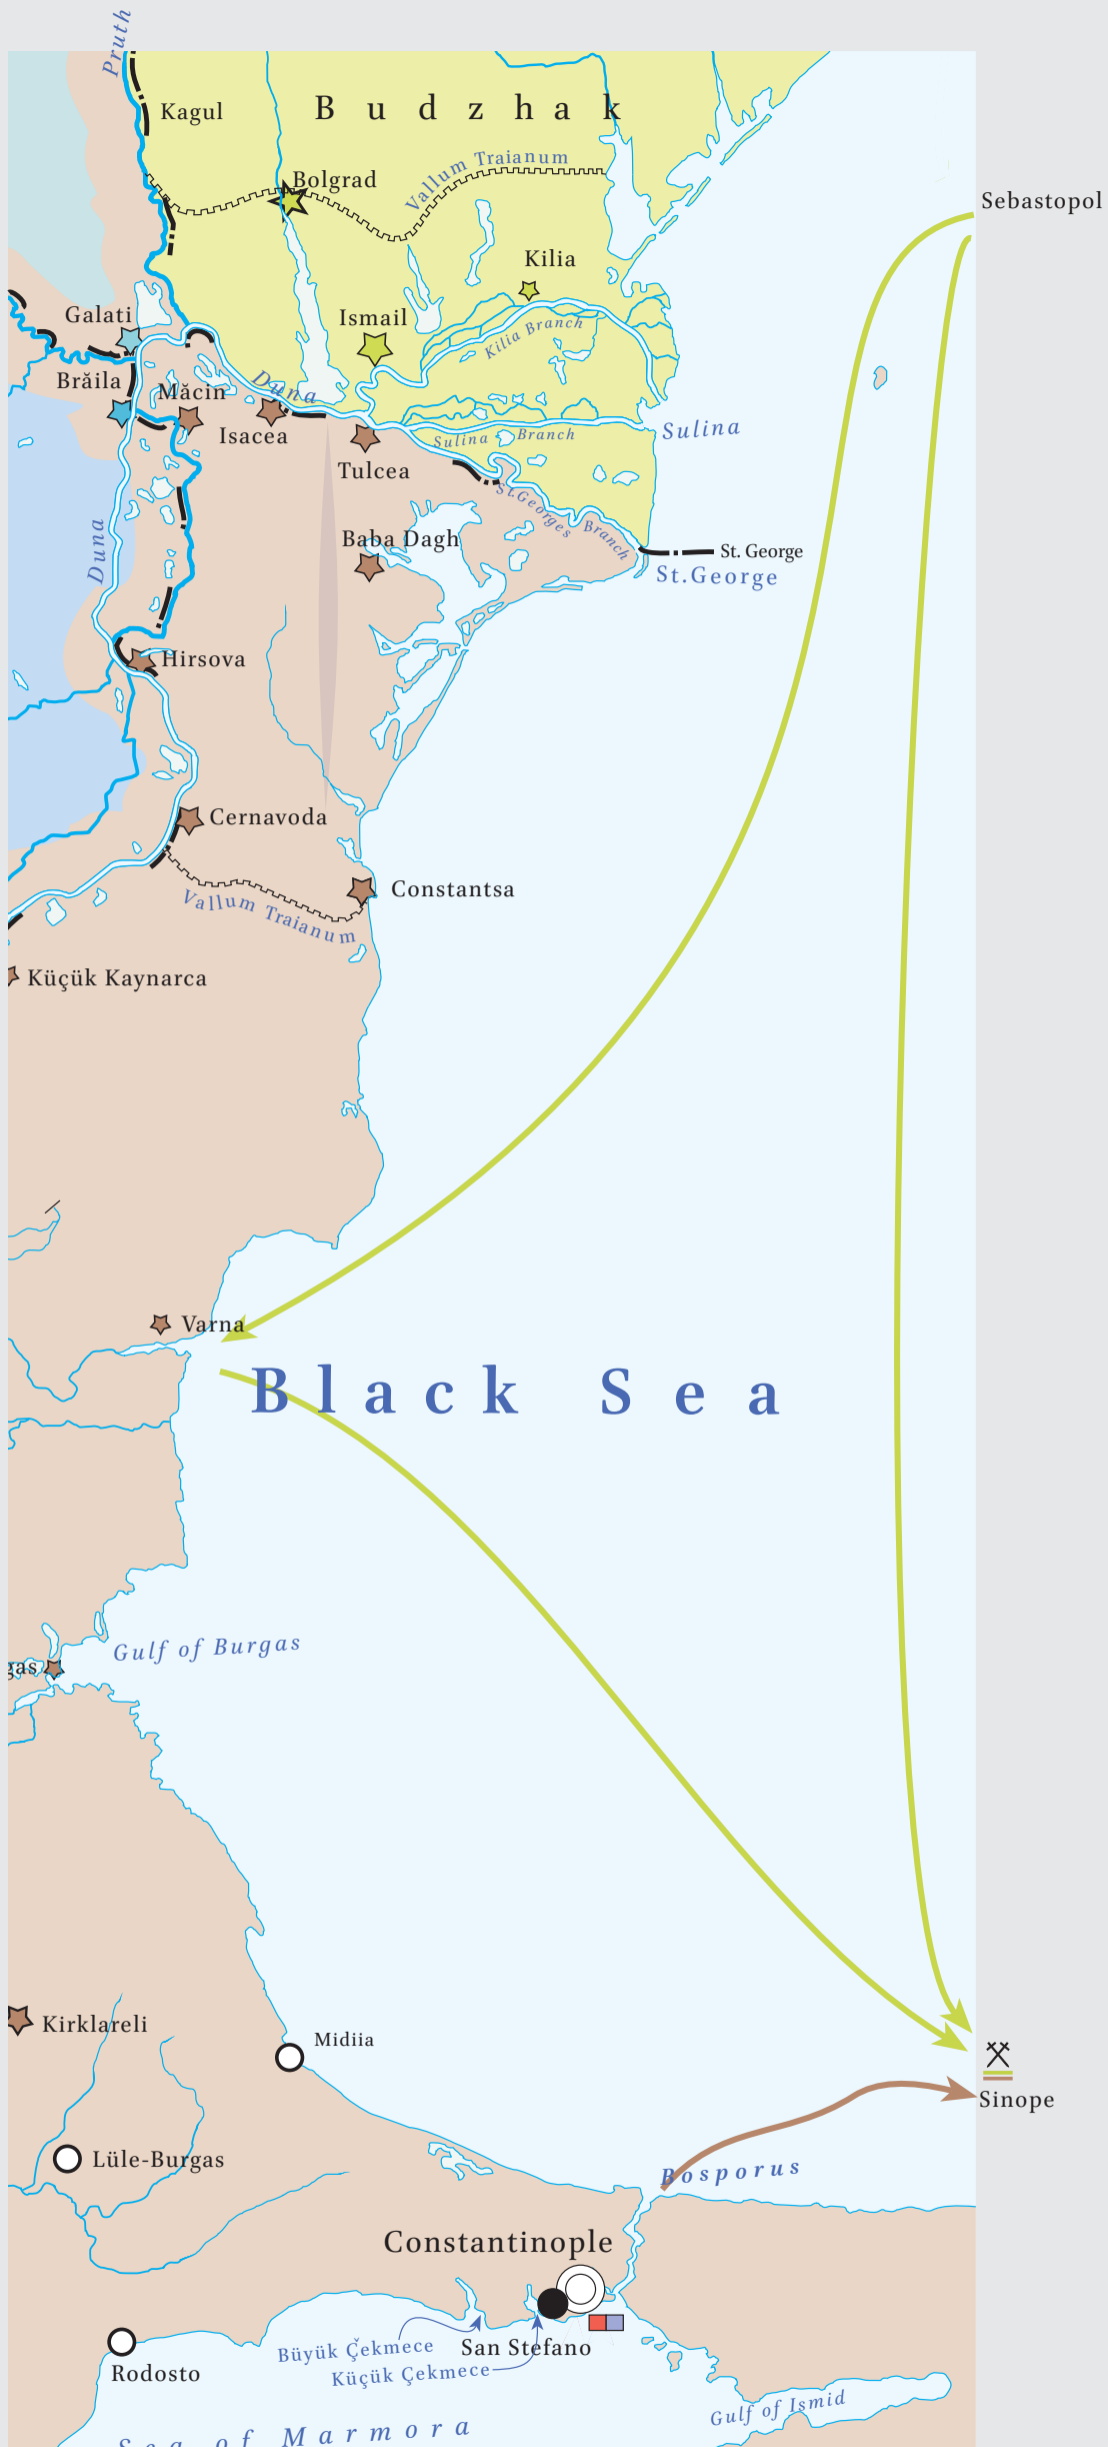 Pruth
Kagul
Budzhak
Vallum Traianum
Bolgrad
Sebastopol
Kilia
Galati
Ismail
Kilia Branch
Brăila
Măcin
Duna
Isacea
Sulina Branch
Sulina
Tulcea
St.Georges Branch
Duna
Baba Dagh
St. George
St.George
Hirsova
Cernavoda
Constantsa
Vallum Traianum
Küçük Kaynarca
Varna
Black Sea
Gulf of Burgas
gas
Kirklareli
Midiia
Sinope
Lüle-Burgas
Bosporus
Constantinople
Büyük Çekmece
San Stefano
Küçük Çekmece
Rodosto
Gulf of Ismid
Sea of Marmora